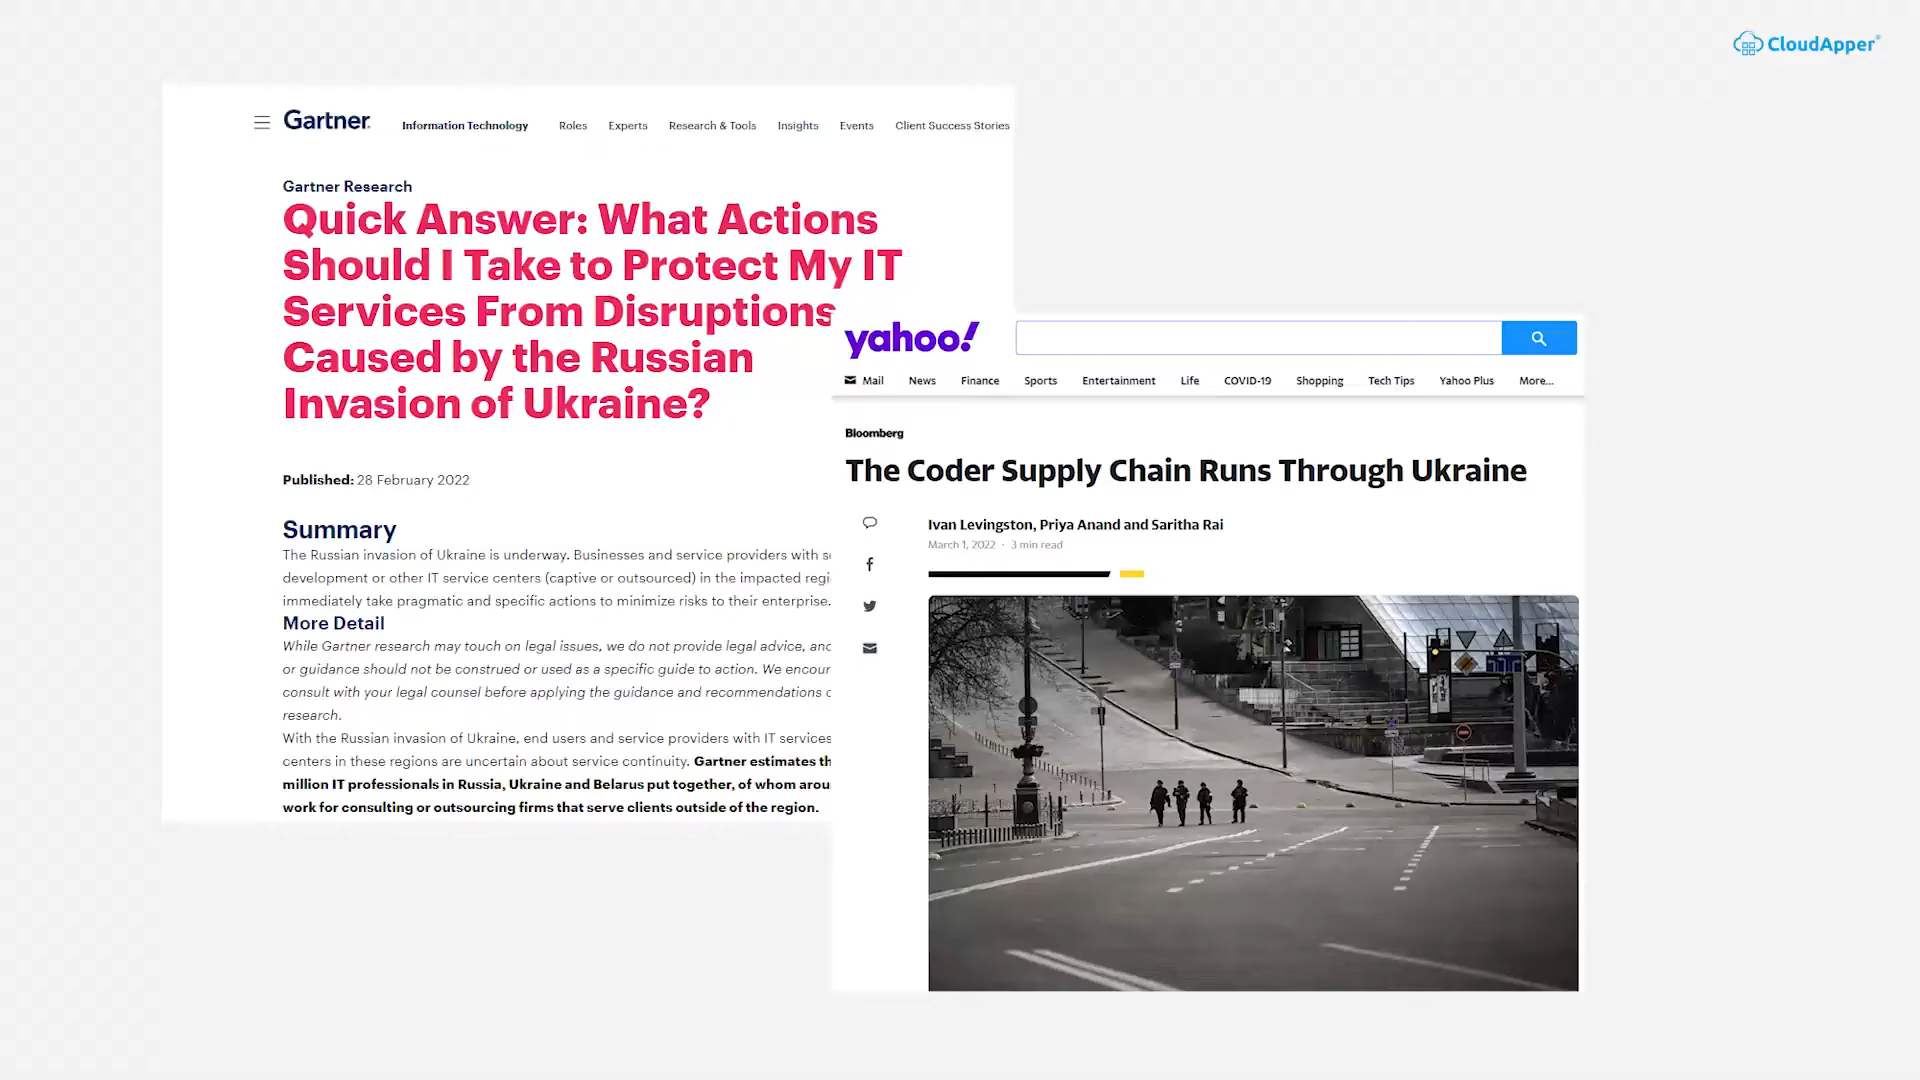 CloudApper®
Gartner
Information Technology Roles Experts Research & Tools Insights Events Client Success Stories
Gartner Research
Quick Answer: What Actions
Should I Take to Protect My IT
Services From Disruptions
Caused by the Russian
Invasion of Ukraine?
Published: 28 February 2022
Summary
The Russian invasion of Ukraine is underway. Businesses and service providers with
development or other IT service centers (captive or outsourced) in the impacted
immediately take pragmatic and specific actions to minimize risks to their enterprise.
More Detail
While Gartner research may touch on legal issues, we do not provide legal advice,
or guidance should not be construed or used as a specific guide to action. We
consult with your legal counsel before applying the guidance and recommendations
research.
With the Russian invasion of Ukraine, end users and service providers with IT services
centers in these regions are uncertain about service continuity. Gartner estimates
million IT professionals in Russia, Ukraine and Belarus put together, of whom
work for consulting or outsourcing firms that serve clients outside of the region.
yahoo!
Mail News Finance Sports Entertainment Life COVID-19 Shopping Tech Tips Yahoo Plus More...
Bloomberg
The Coder Supply Chain Runs Through Ukraine
Ivan Levingston, Priya Anand and Saritha Rai
March 1, 2022 · 3 min read